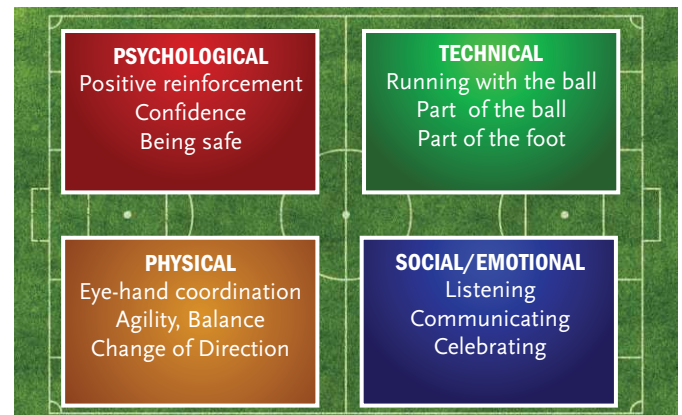 PSYCHOLOGICAL
Positive reinforcement
Confidence
Being safe
TECHNICAL
Running with the ball
Part of the ball
Part of the foot
PHYSICAL
Eye-hand coordination
Agility, Balance
Change of Direction
SOCIAL/EMOTIONAL
Listening
Communicating
Celebrating